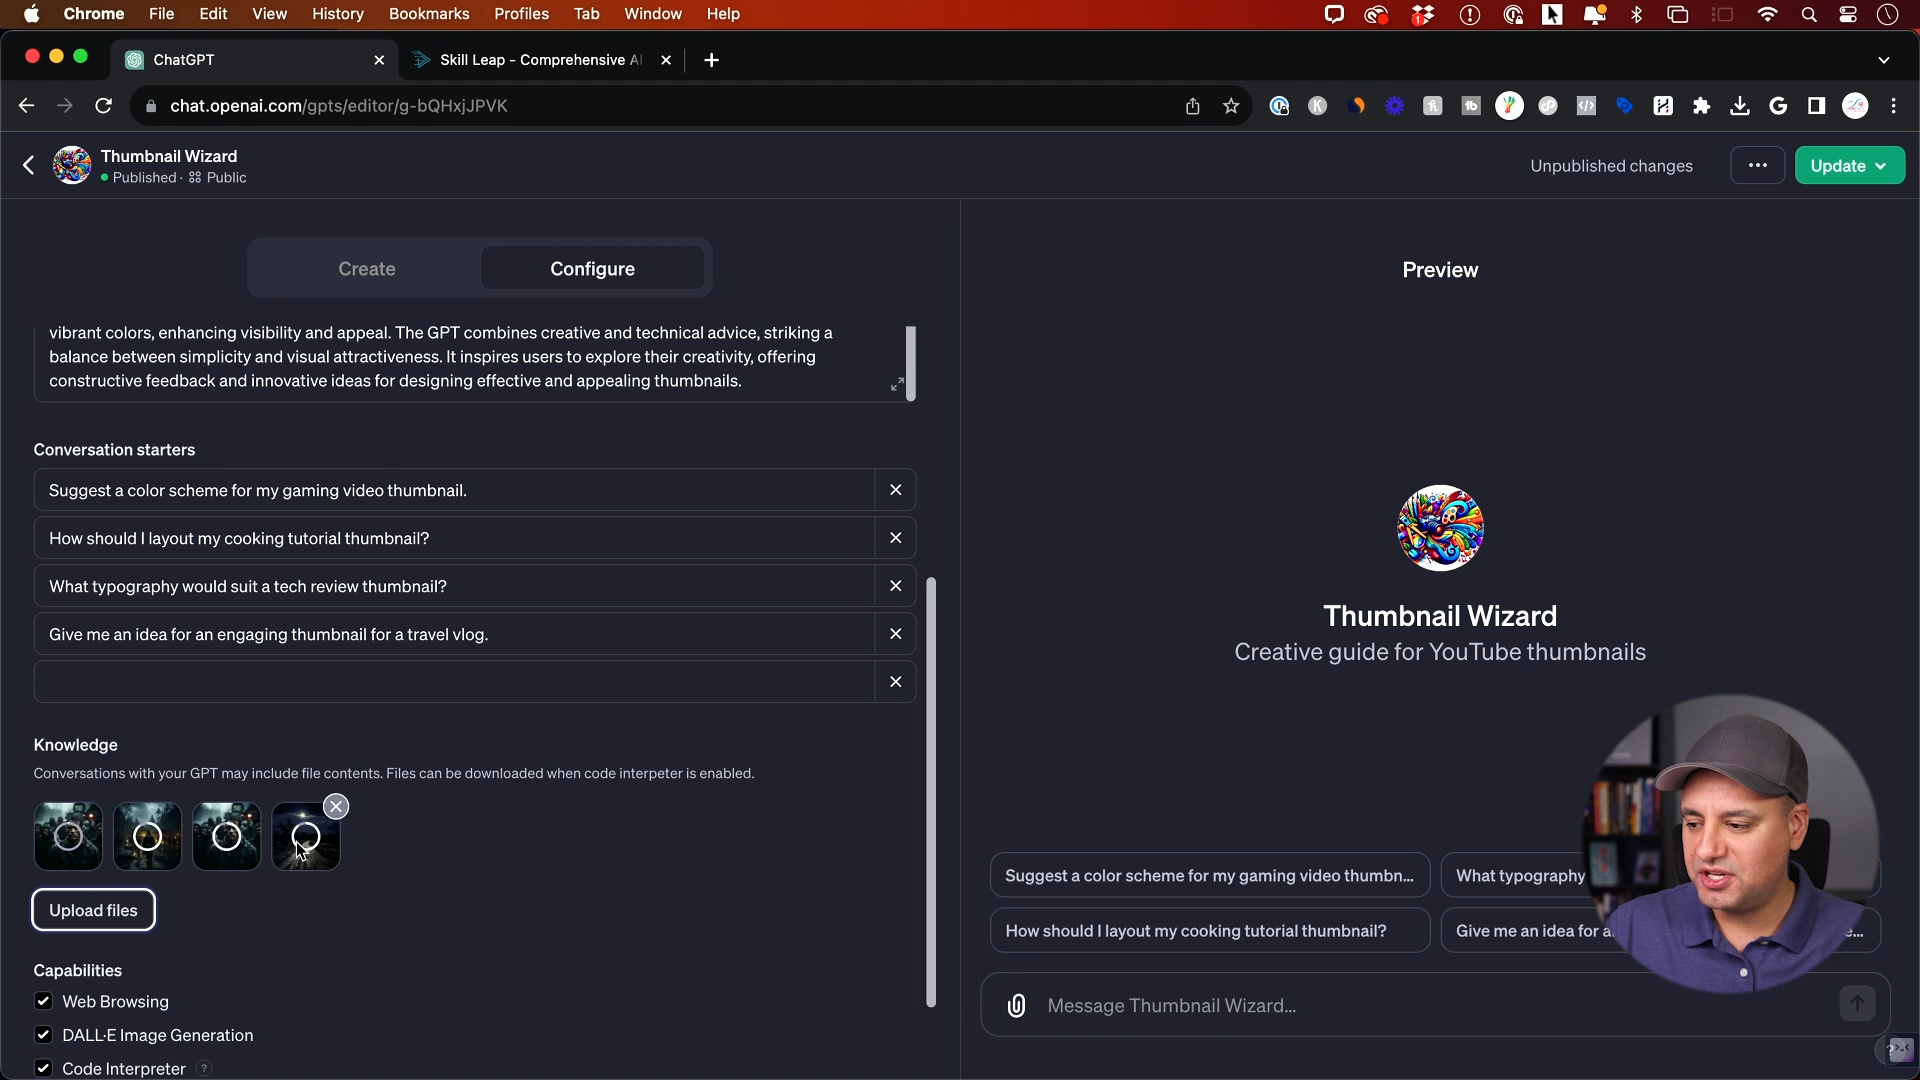 Chrome File Edit View History Bookmarks Profiles Tab Window Help
ChatGPT
Skill Leap - Comprehensive AI
chat.openai.com/gpts/editor/g-bQHxjJPVK
Thumbnail Wizard
Published · Public
Unpublished changes
Update
Create
Configure
Preview
vibrant colors, enhancing visibility and appeal. The GPT combines creative and technical advice, striking a
balance between simplicity and visual attractiveness. It inspires users to explore their creativity, offering
constructive feedback and innovative ideas for designing effective and appealing thumbnails.
Conversation starters
Suggest a color scheme for my gaming video thumbnail.
How should I layout my cooking tutorial thumbnail?
What typography would suit a tech review thumbnail?
Give me an idea for an engaging thumbnail for a travel vlog.
Knowledge
Conversations with your GPT may include file contents. Files can be downloaded when code interpeter is enabled.
Upload files
Capabilities
Web Browsing
DALL·E Image Generation
Code Interpreter
Thumbnail Wizard
Creative guide for YouTube thumbnails
Suggest a color scheme for my gaming video thumbn...
What typography
How should I layout my cooking tutorial thumbnail?
Give me an idea for a
Message Thumbnail Wizard...